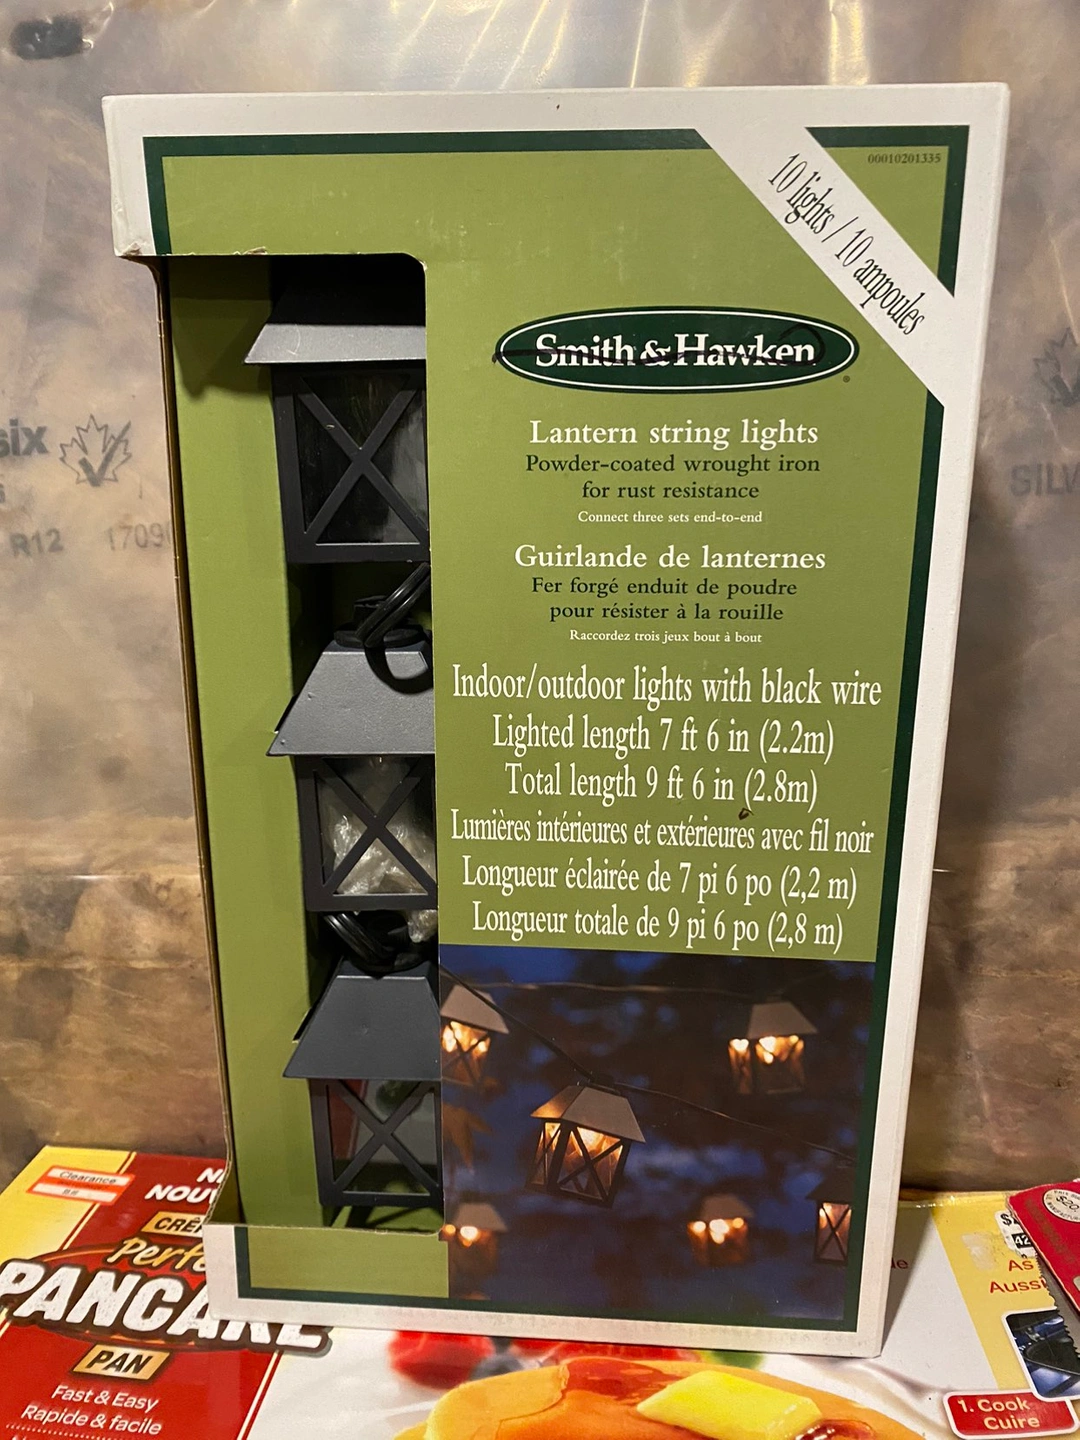 00010201335
10 lights / 10 ampoules
Smith & Hawken
Lantern string lights
Powder-coated wrought iron
for rust resistance
Connect three sets end-to-end
Guirlande de lanternes
Fer forgé enduit de poudre
pour résister à la rouille
Raccordez trois jeux bout à bout
Indoor/outdoor lights with black wire
Lighted length 7 ft 6 in (2.2m)
Total length 9 ft 6 in (2.8m)
Lumières intérieures et extérieures avec fil noir
Longueur éclairée de 7 pi 6 po (2,2 m)
Longueur totale de 9 pi 6 po (2,8 m)
six
R12
Clearance
PANCAKE
PAN
Fast & Easy
Rapide & facile
As
1. Cook
Cuire